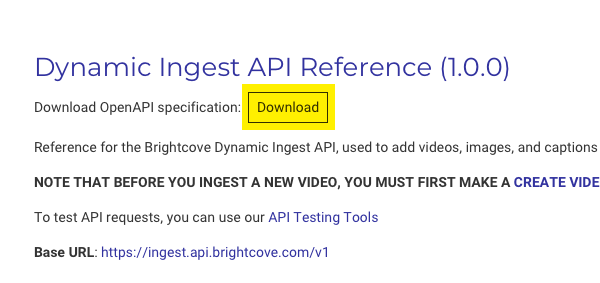 Dynamic Ingest API Reference (1.0.0)
Download OpenAPI specification: Download
Reference for the Brightcove Dynamic Ingest API, used to add videos, images, and captions
NOTE THAT BEFORE YOU INGEST A NEW VIDEO, YOU MUST FIRST MAKE A CREATE VIDE
To test API requests, you can use our API Testing Tools
Base URL: https://ingest.api.brightcove.com/v1